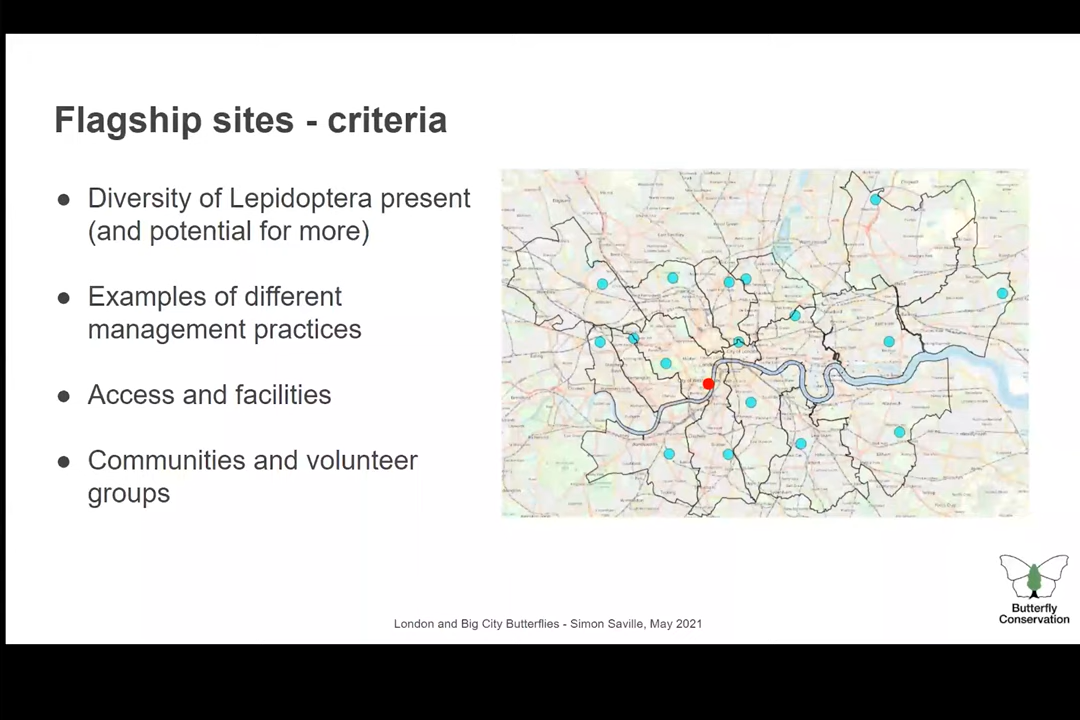 Flagship sites - criteria
● Diversity of Lepidoptera present
(and potential for more)
● Examples of different
management practices
● Access and facilities
● Communities and volunteer
groups
Butterfly
Conservation
London and Big City Butterflies - Simon Saville, May 2021